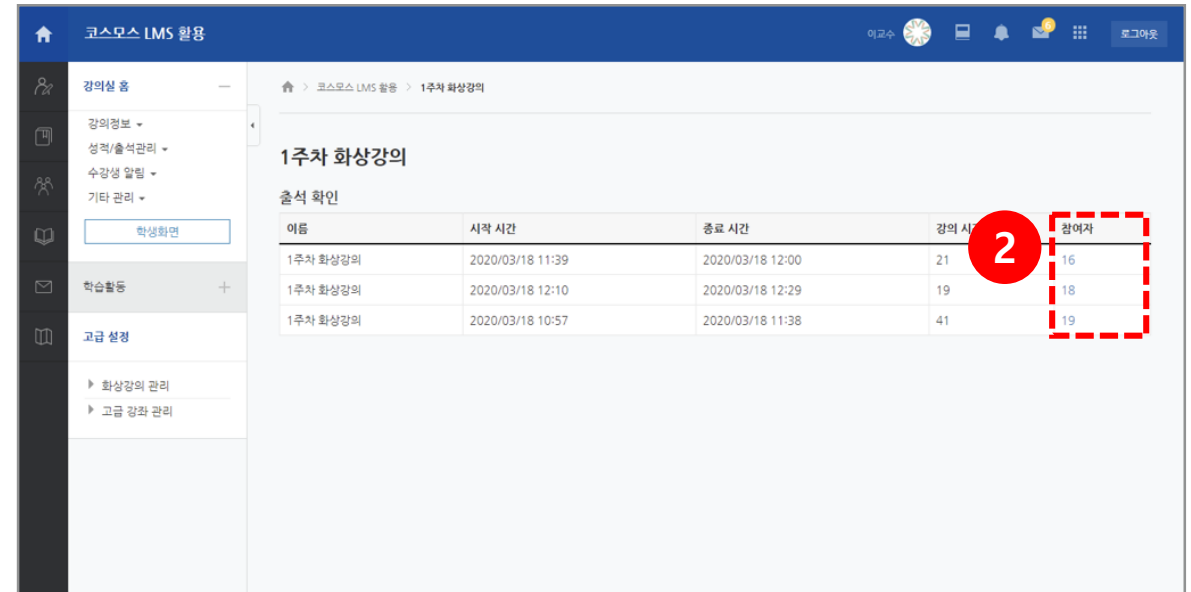 코스모스 LMS 활용
이교수
6
로그아웃
강의실 홈
강의정보
성적/출석관리
수강생 알림
기타 관리
학생화면
학습활동
고급 설정
화상강의 관리
고급 강좌 관리
코스모스 LMS 활용 > 1주차 화상강의
1주차 화상강의
출석 확인
이름 시작 시간 종료 시간 강의 시 참여자
1주차 화상강의 2020/03/18 11:39 2020/03/18 12:00 21 16
1주차 화상강의 2020/03/18 12:10 2020/03/18 12:29 19 18
1주차 화상강의 2020/03/18 10:57 2020/03/18 11:38 41 19
2